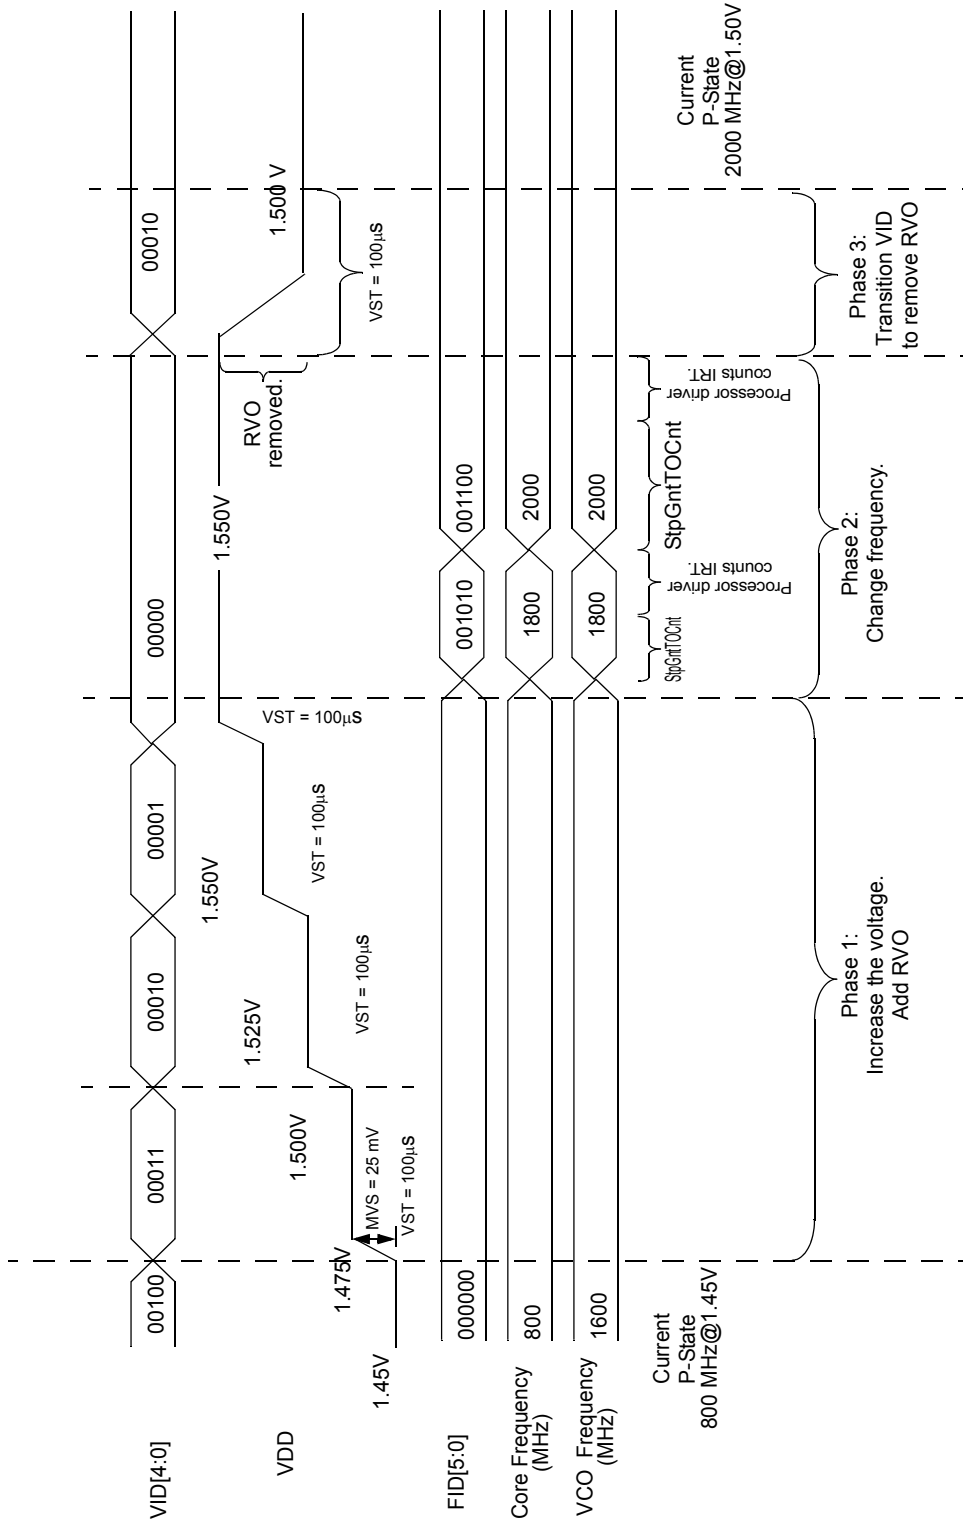 VID[4:0]
00100
00011
00010
00001
00000
00010
VDD
1.45V
1.475V
1.500V
1.525V
1.550V
1.550V
1.500 V
MVS = 25 mV
VST = 100µs
VST = 100µs
VST = 100µs
VST = 100µs
RVO
removed.
VST = 100µs
FID[5:0]
000000
001010
001100
Core Frequency
(MHz)
800
1800
2000
VCO Frequency
(MHz)
1600
1800
2000
StpGntTOCnt
Processor driver
counts IRT.
StpGntTOCnt
Processor driver
counts IRT.
Current
P-State
800 MHz@1.45V
Current
P-State
2000 MHz@1.50V
Phase 1:
Increase the voltage.
Add RVO
Phase 2:
Change frequency.
Phase 3:
Transition VID
to remove RVO